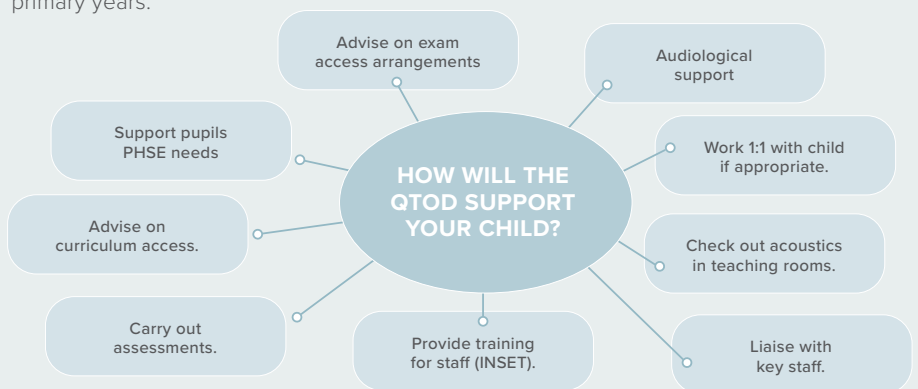 primary years.
Advise on exam
access arrangements
Audiological
support
Support pupils
PHSE needs
Work 1:1 with child
if appropriate.
HOW WILL THE
QTOD SUPPORT
YOUR CHILD?
Advise on
curriculum access.
Check out acoustics
in teaching rooms.
Carry out
assessments.
Provide training
for staff (INSET).
Liaise with
key staff.